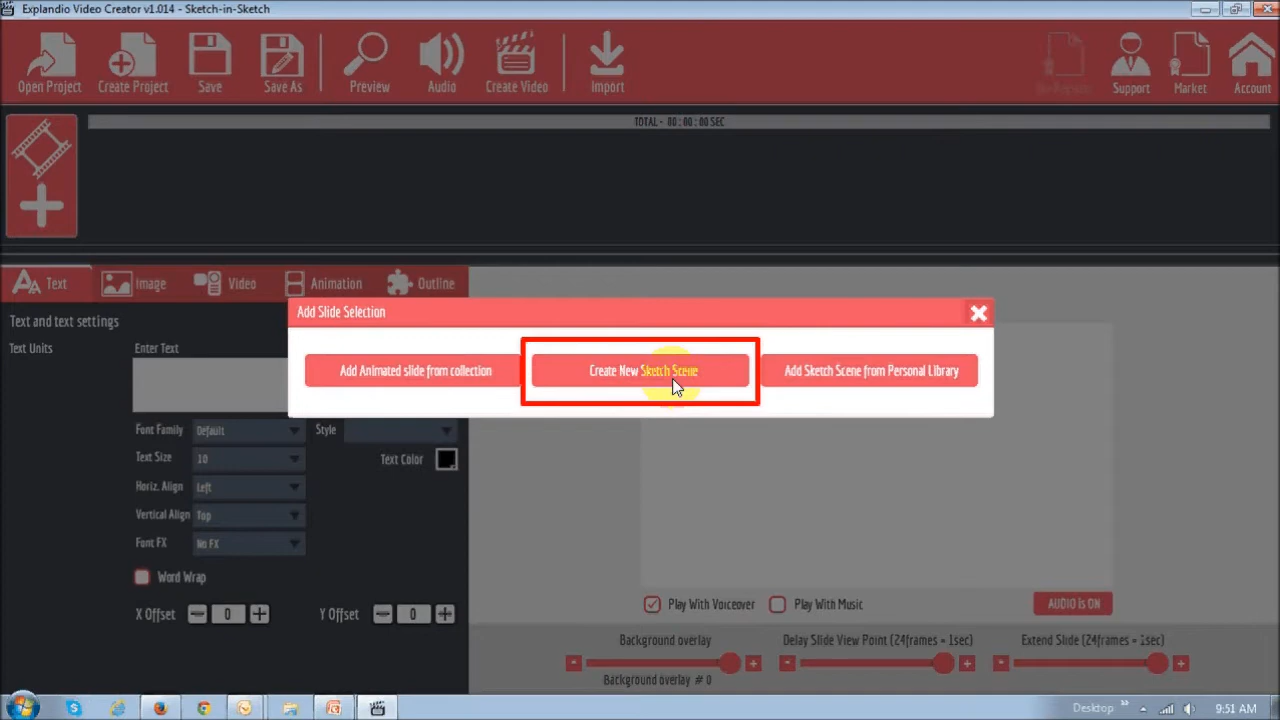 Explandio Video Creator v1.014 - Sketch-in-Sketch
Open Project
Create Project
Save
Save As
Preview
Audio
Create Video
Import
Support
Market
Account
TOTAL - 00 : 00 : 00 SEC
Text
Image
Video
Animation
Outline
Add Slide Selection
Text and text settings
Text Units
Enter Text
Add Animated slide from collection
Create New Sketch Scene
Add Sketch Scene from Personal Library
Font Family
Default
Style
Text Size
10
Text Color
Horiz. Align
Left
Vertical Align
Top
Font FX
No FX
Word Wrap
X Offset
0
Y Offset
0
Play With Voiceover
Play With Music
AUDIO is ON
Background overlay
Delay Slide View Point (24frames = 1sec)
Extend Slide (24frames = 1sec)
Background overlay # 0
Desktop
9:51 AM